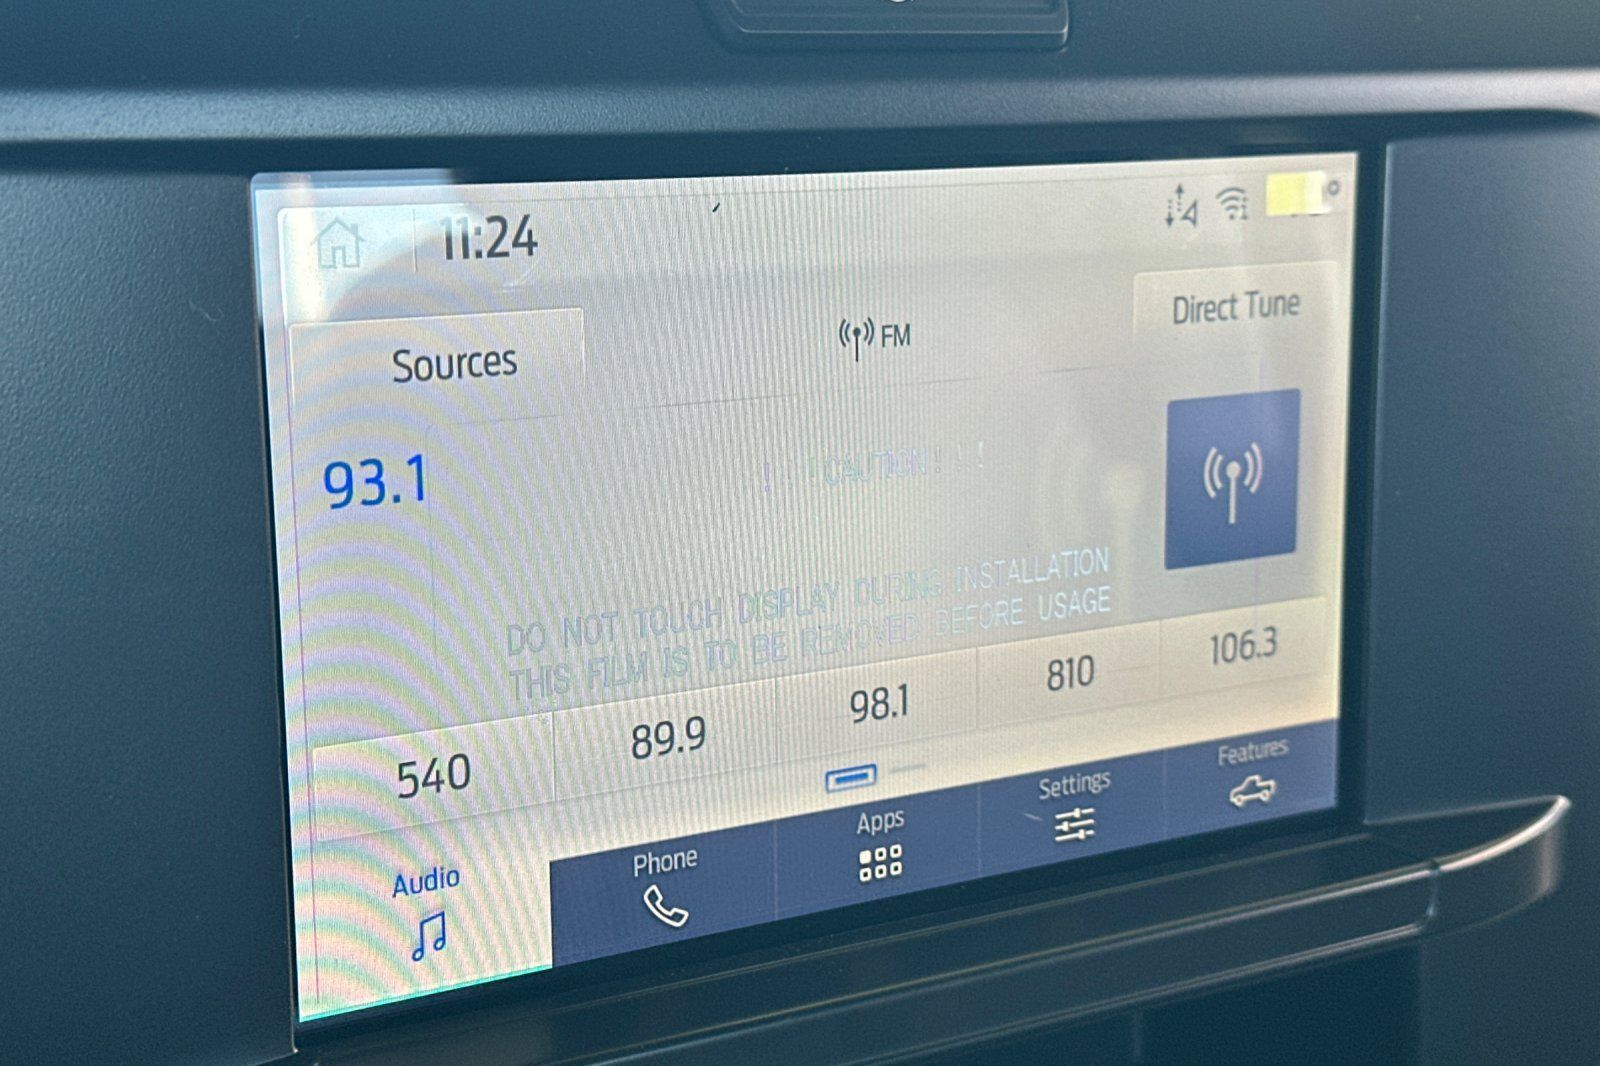 11:24
Sources
FM
Direct Tune
93.1
! ! !CAUTION! ! !
DO NOT TOUCH DISPLAY DURING INSTALLATION
THIS FILM IS TO BE REMOVED BEFORE USAGE
540
89.9
98.1
810
106.3
Audio
Phone
Apps
Settings
Features